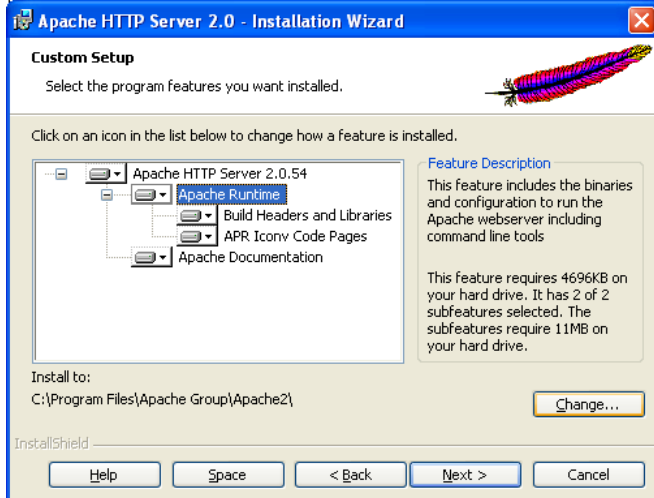 Apache HTTP Server 2.0 - Installation Wizard
Custom Setup
Select the program features you want installed.
Click on an icon in the list below to change how a feature is installed.
Apache HTTP Server 2.0.54
Apache Runtime
Build Headers and Libraries
APR Iconv Code Pages
Apache Documentation
Feature Description
This feature includes the binaries
and configuration to run the
Apache webserver including
command line tools
This feature requires 4696KB on
your hard drive. It has 2 of 2
subfeatures selected. The
subfeatures require 11MB on
your hard drive.
Install to:
C:\Program Files\Apache Group\Apache2\
Change...
InstallShield
Help
Space
< Back
Next >
Cancel